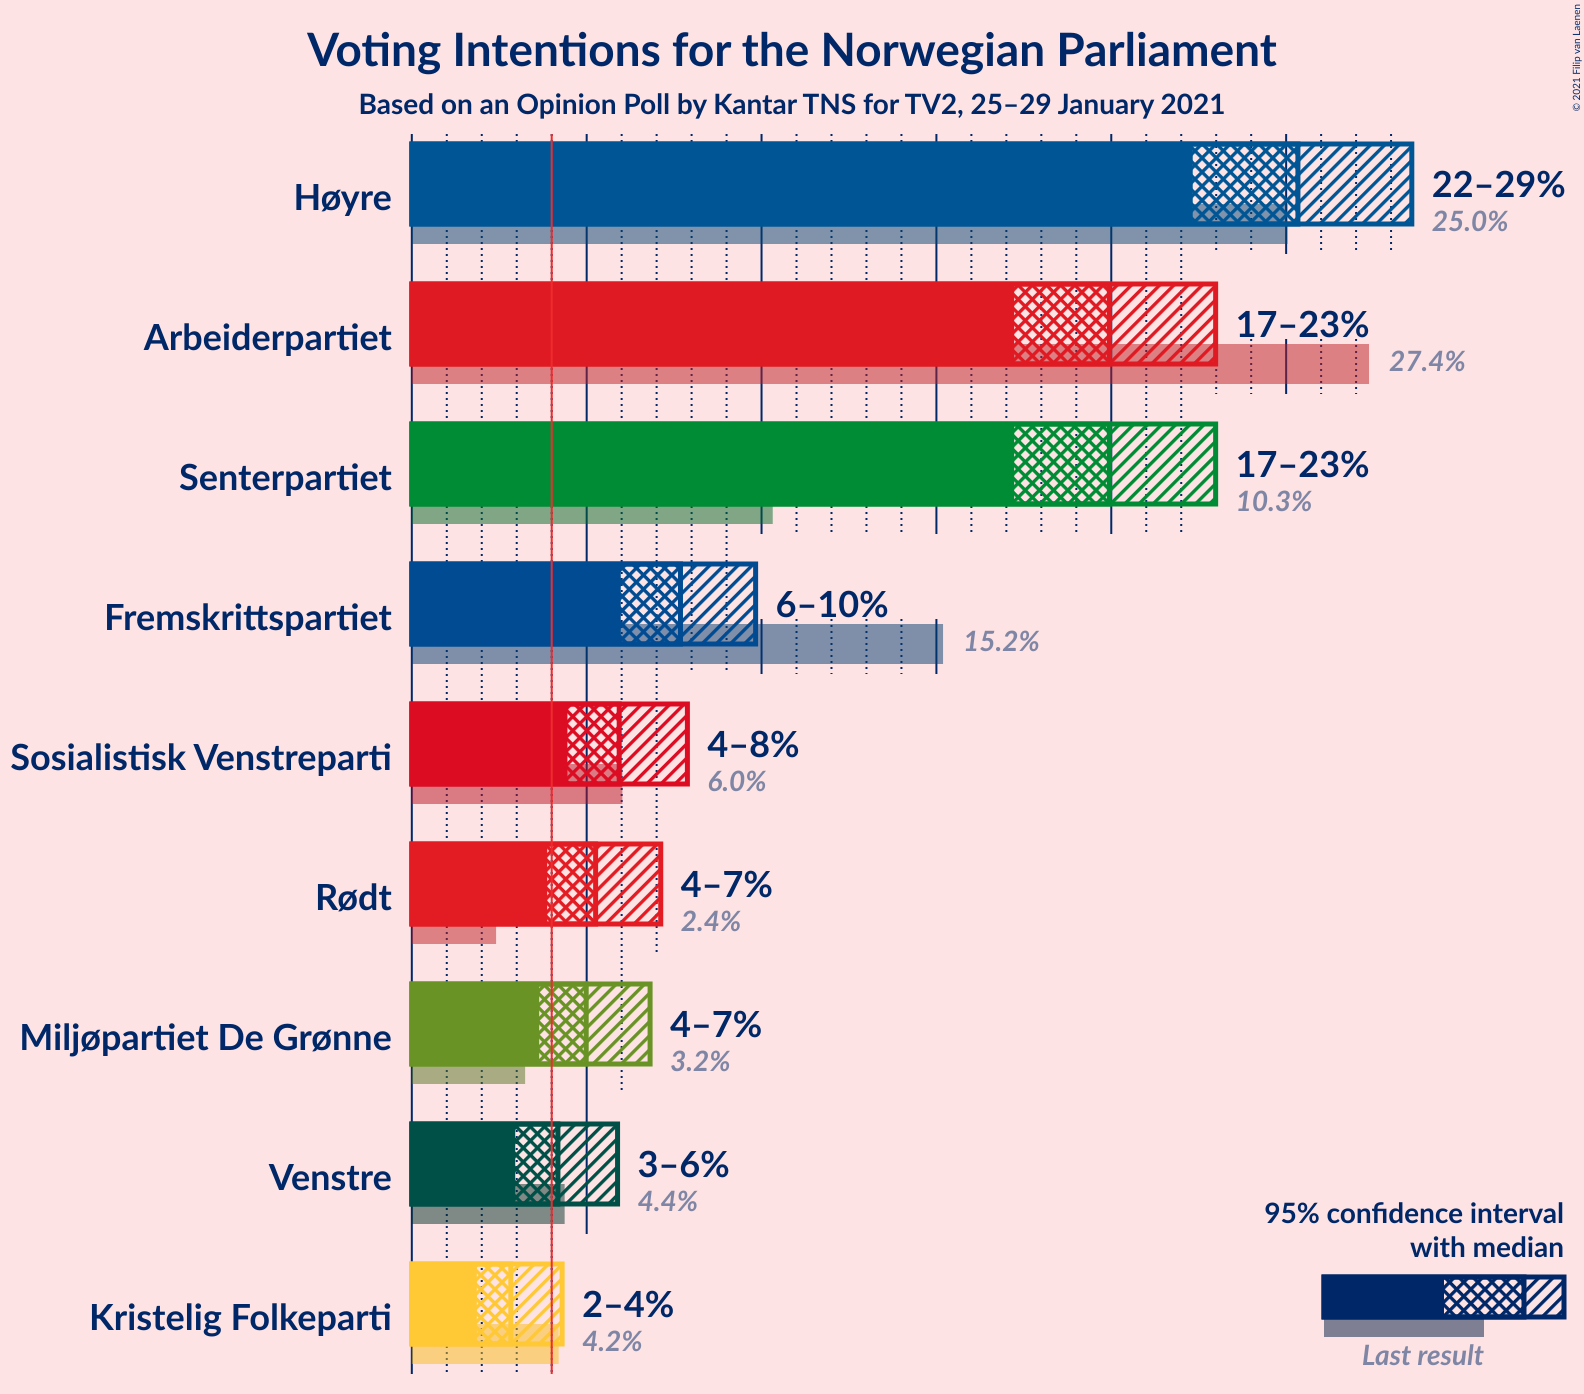 Voting Intentions for the Norwegian Parliament
Based on an Opinion Poll by Kantar TNS for TV2, 25–29 January 2021
© 2021 Filip van Laenen
Høyre
22–29%
25.0%
Arbeiderpartiet
17–23%
27.4%
Senterpartiet
17–23%
10.3%
Fremskrittspartiet
6–10%
15.2%
Sosialistisk Venstreparti
4–8%
6.0%
Rødt
4–7%
2.4%
Miljøpartiet De Grønne
4–7%
3.2%
Venstre
3–6%
4.4%
Kristelig Folkeparti
2–4%
4.2%
95% confidence interval
with median
Last result